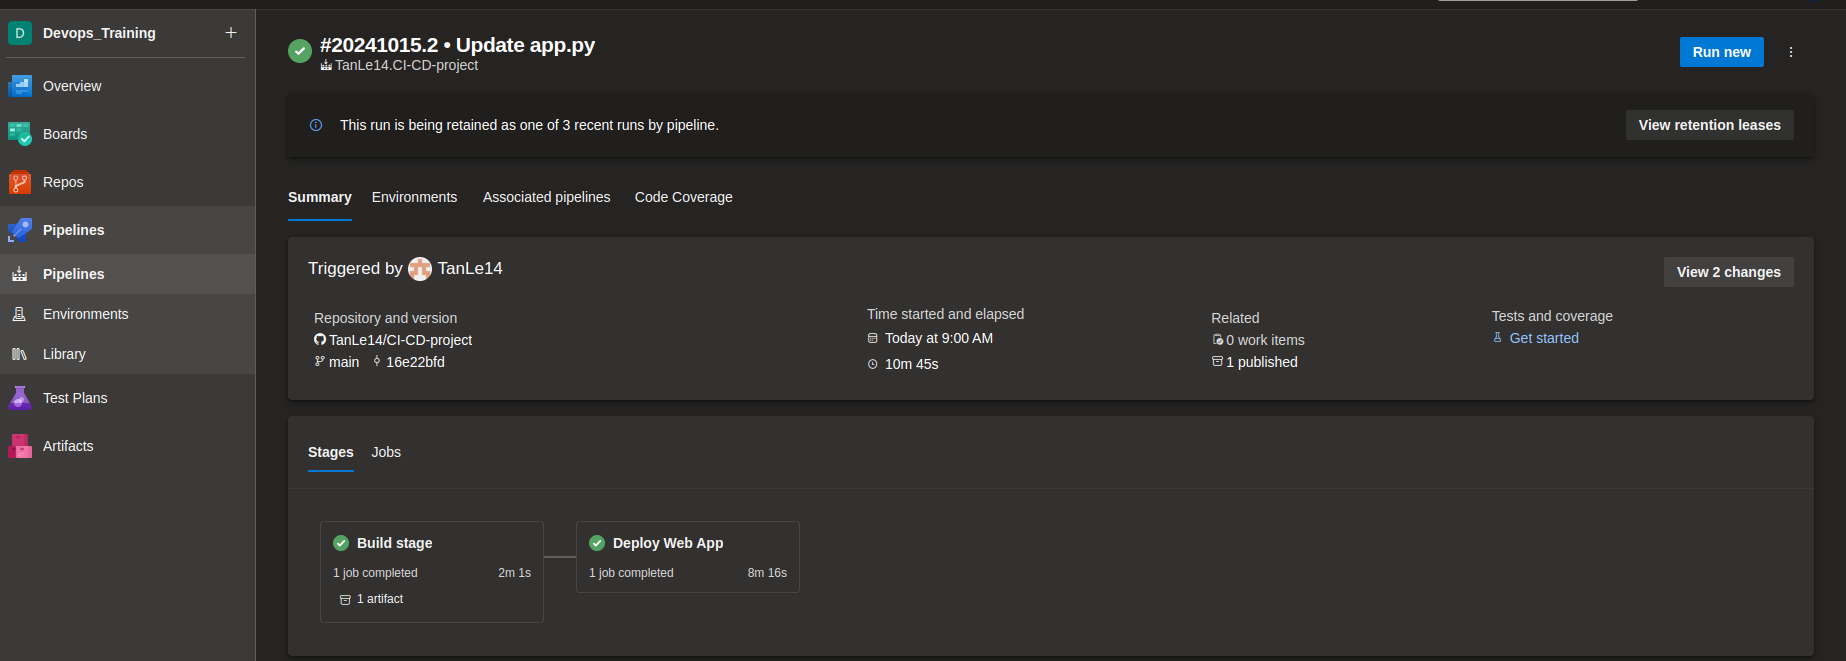 D Devops_Training +
Overview
Boards
Repos
Pipelines
Pipelines
Environments
Library
Test Plans
Artifacts
#20241015.2 • Update app.py
TanLe14.CI-CD-project
Run new
This run is being retained as one of 3 recent runs by pipeline.
View retention leases
Summary Environments Associated pipelines Code Coverage
Triggered by TanLe14
View 2 changes
Repository and version
TanLe14/CI-CD-project
main 16e22bfd
Time started and elapsed
Today at 9:00 AM
10m 45s
Related
0 work items
1 published
Tests and coverage
Get started
Stages Jobs
Build stage
1 job completed 2m 1s
1 artifact
Deploy Web App
1 job completed 8m 16s